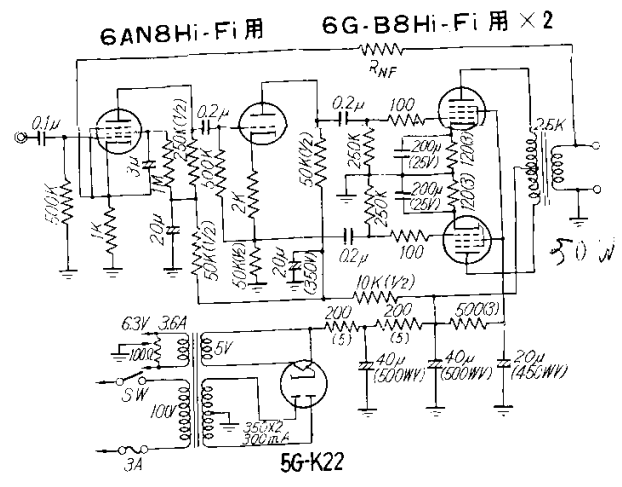 6AN8Hi-Fi用
6G-B8Hi-Fi用×2
RNF
0.1μ
500K
1K
3μ
1M
20μ
250K(1/2)
0.2μ
500K
50K(1/2)
2K
50K(1/2)
20μ
(350V)
50K(1/2)
0.2μ
0.2μ
250K
250K
100
100
200μ
(25V)
200μ
(25V)
120(3)
120(3)
2.5K
50W
10K(1/2)
200
(5)
200
(5)
500(3)
40μ
(500WV)
40μ
(500WV)
20μ
(450WV)
6.3V 3.6A
100Ω
5V
SW
100V
3A
350X2
300mA
5G-K22